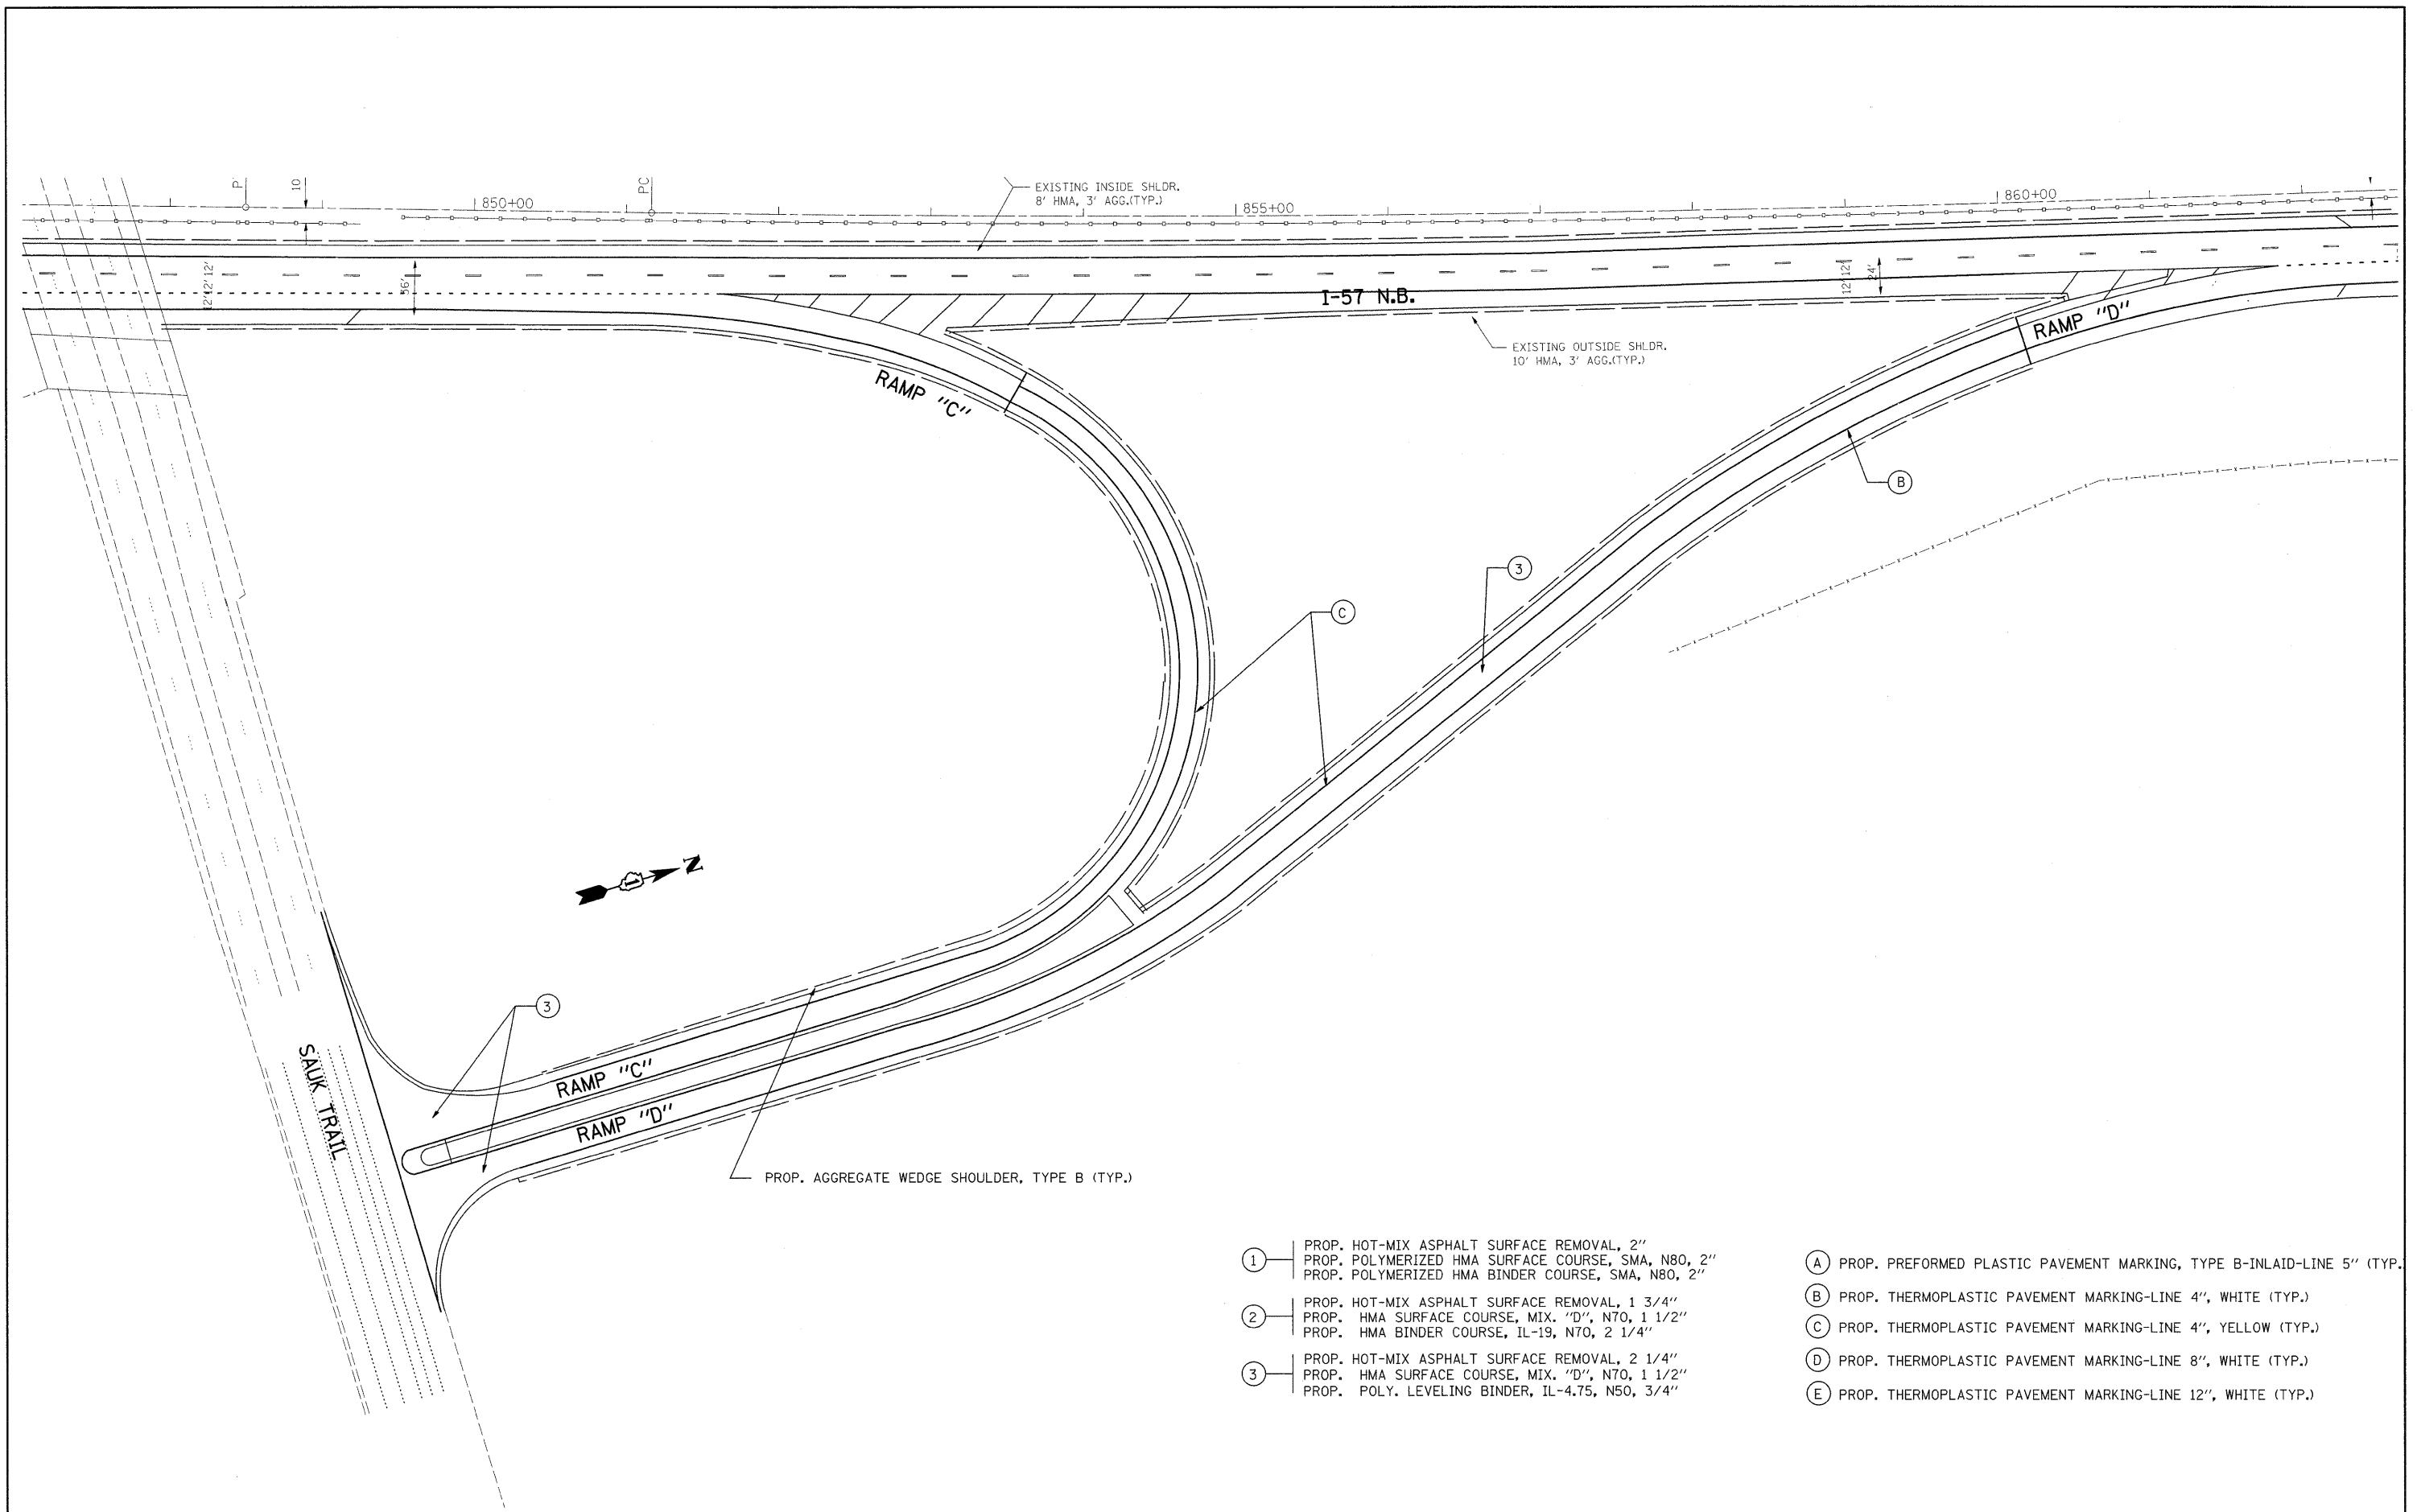 P
10
850+00
PC
EXISTING INSIDE SHLDR.
8' HMA, 3' AGG.(TYP.)
855+00
860+00
12'12'12'
36'
I-57 N.B.
12'12'
24'
RAMP "D"
EXISTING OUTSIDE SHLDR.
10' HMA, 3' AGG.(TYP.)
RAMP "C"
B
3
C
N
3
SAUK TRAIL
RAMP "C"
RAMP "D"
PROP. AGGREGATE WEDGE SHOULDER, TYPE B (TYP.)
1
PROP. HOT-MIX ASPHALT SURFACE REMOVAL, 2"
PROP. POLYMERIZED HMA SURFACE COURSE, SMA, N80, 2"
PROP. POLYMERIZED HMA BINDER COURSE, SMA, N80, 2"
2
PROP. HOT-MIX ASPHALT SURFACE REMOVAL, 1 3/4"
PROP. HMA SURFACE COURSE, MIX. "D", N70, 1 1/2"
PROP. HMA BINDER COURSE, IL-19, N70, 2 1/4"
3
PROP. HOT-MIX ASPHALT SURFACE REMOVAL, 2 1/4"
PROP. HMA SURFACE COURSE, MIX. "D", N70, 1 1/2"
PROP. POLY. LEVELING BINDER, IL-4.75, N50, 3/4"
A PROP. PREFORMED PLASTIC PAVEMENT MARKING, TYPE B-INLAID-LINE 5" (TYP.
B PROP. THERMOPLASTIC PAVEMENT MARKING-LINE 4", WHITE (TYP.)
C PROP. THERMOPLASTIC PAVEMENT MARKING-LINE 4", YELLOW (TYP.)
D PROP. THERMOPLASTIC PAVEMENT MARKING-LINE 8", WHITE (TYP.)
E PROP. THERMOPLASTIC PAVEMENT MARKING-LINE 12", WHITE (TYP.)